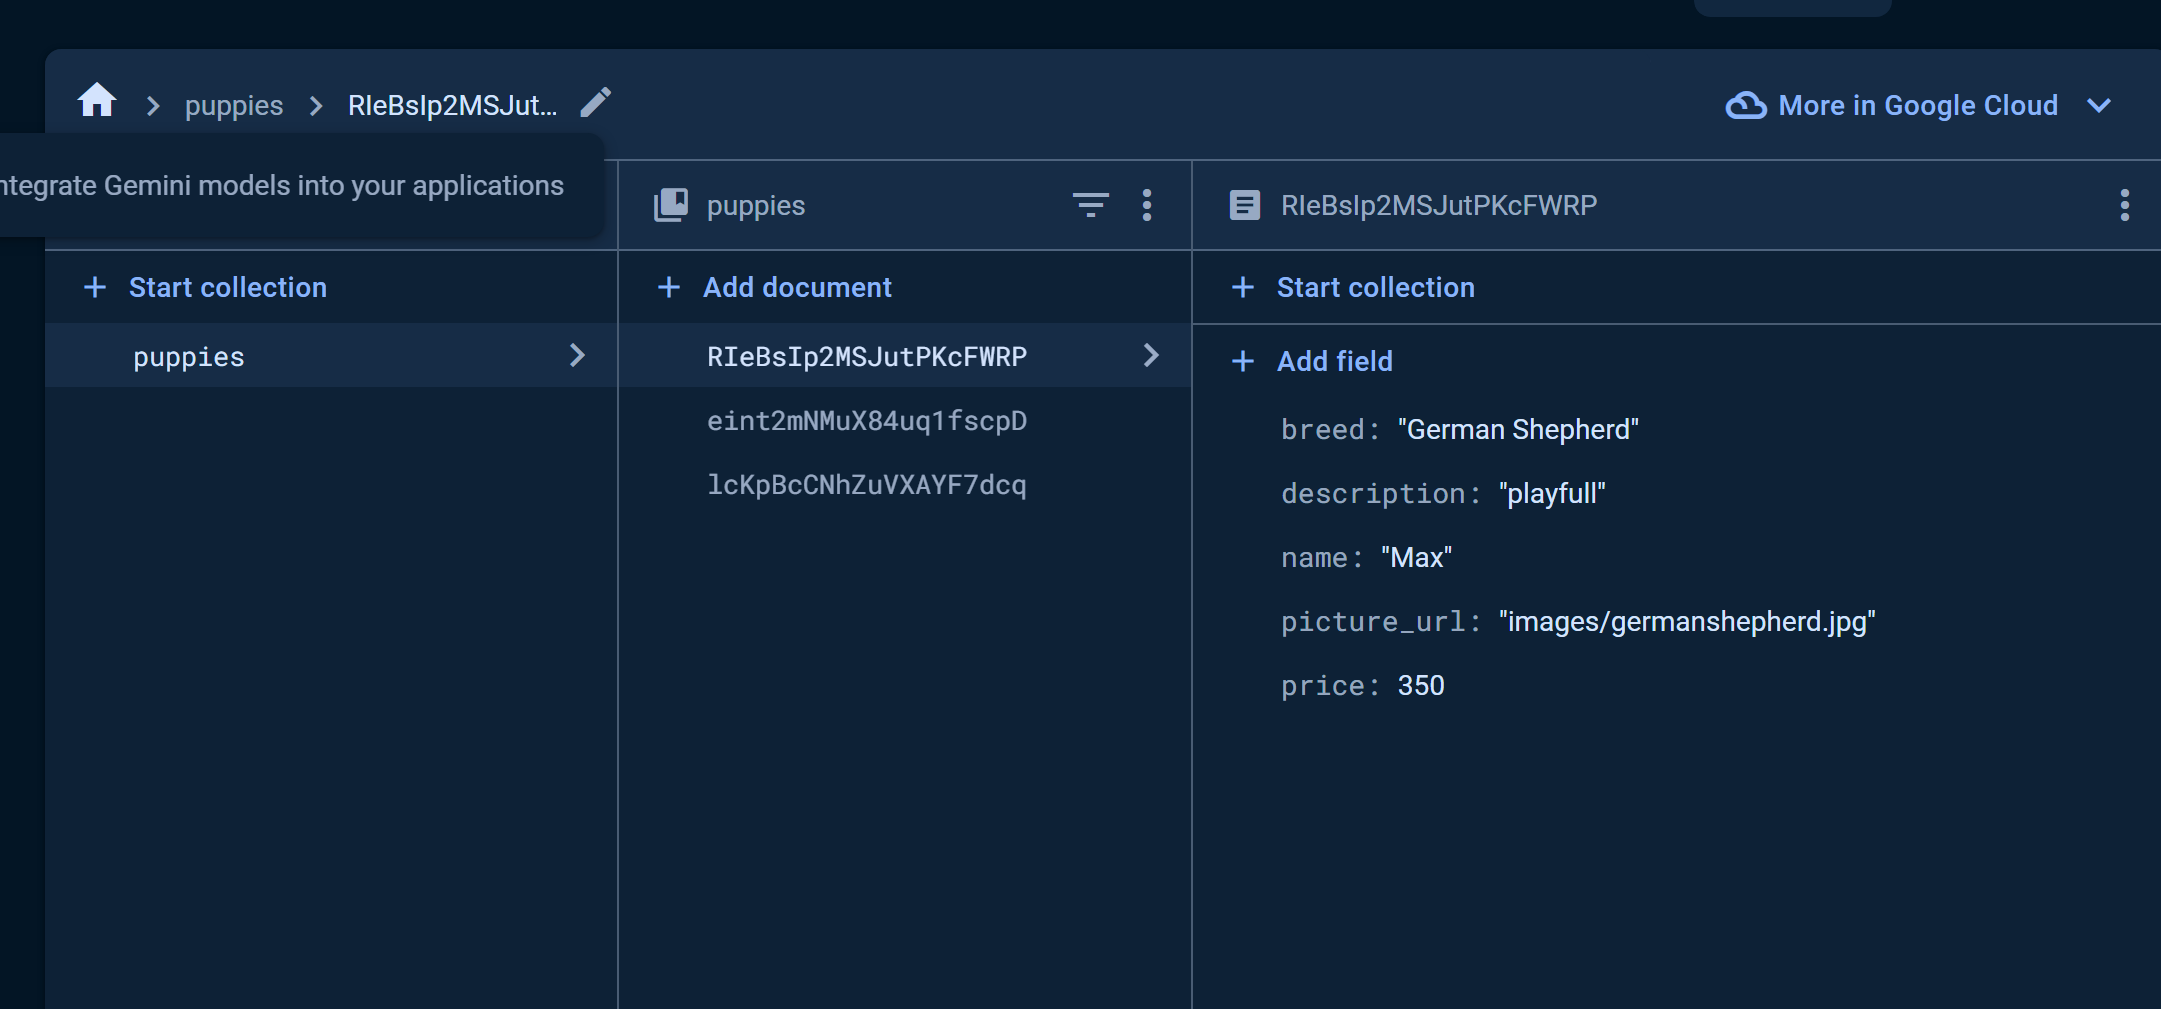 puppies
RIeBsIp2MSJut...
More in Google Cloud
ntegrate Gemini models into your applications
puppies
RIeBsIp2MSJutPKcFWRP
Start collection
puppies
Add document
RIeBsIp2MSJutPKcFWRP
eint2mNMuX84uq1fscpD
lcKpBcCNhZuVXAYF7dcq
Start collection
Add field
breed: "German Shepherd"
description: "playfull"
name: "Max"
picture_url: "images/germanshepherd.jpg"
price: 350